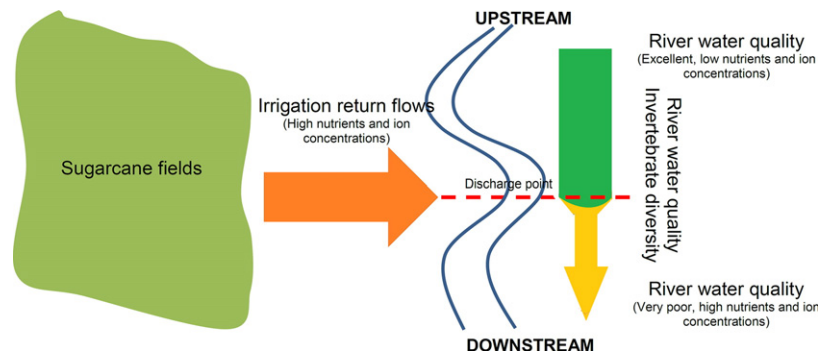 UPSTREAM
River water quality
(Excellent, low nutrients and ion
concentrations)
Irrigation return flows
(High nutrients and ion
concentrations)
Sugarcane fields
Discharge point
River water quality
Invertebrate diversity
River water quality
(Very poor, high nutrients and ion
concentrations)
DOWNSTREAM